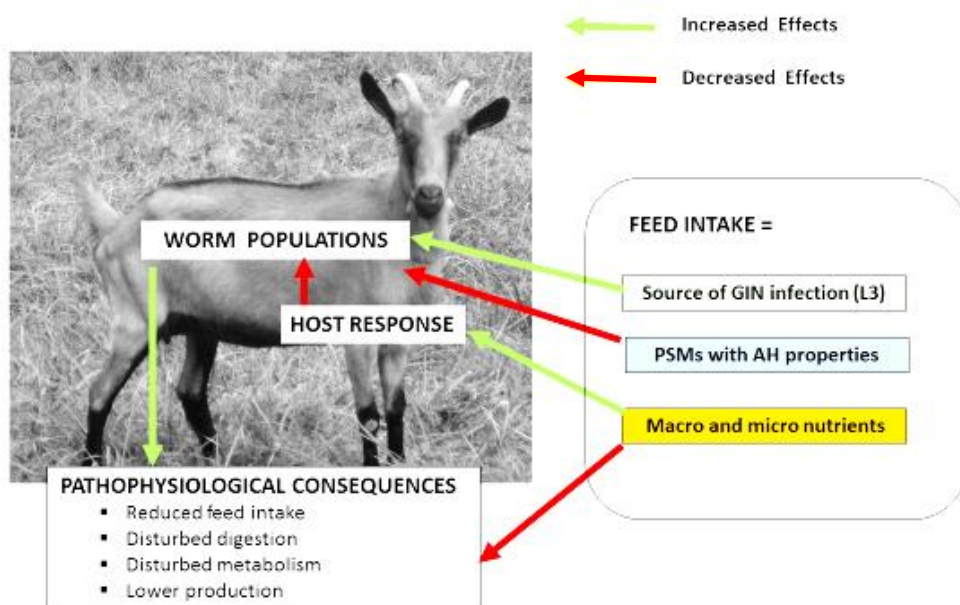 Increased Effects
Decreased Effects
WORM POPULATIONS
HOST RESPONSE
PATHOPHYSIOLOGICAL CONSEQUENCES
▪ Reduced feed intake
▪ Disturbed digestion
▪ Disturbed metabolism
▪ Lower production
FEED INTAKE =
Source of GIN infection (L3)
PSMs with AH properties
Macro and micro nutrients